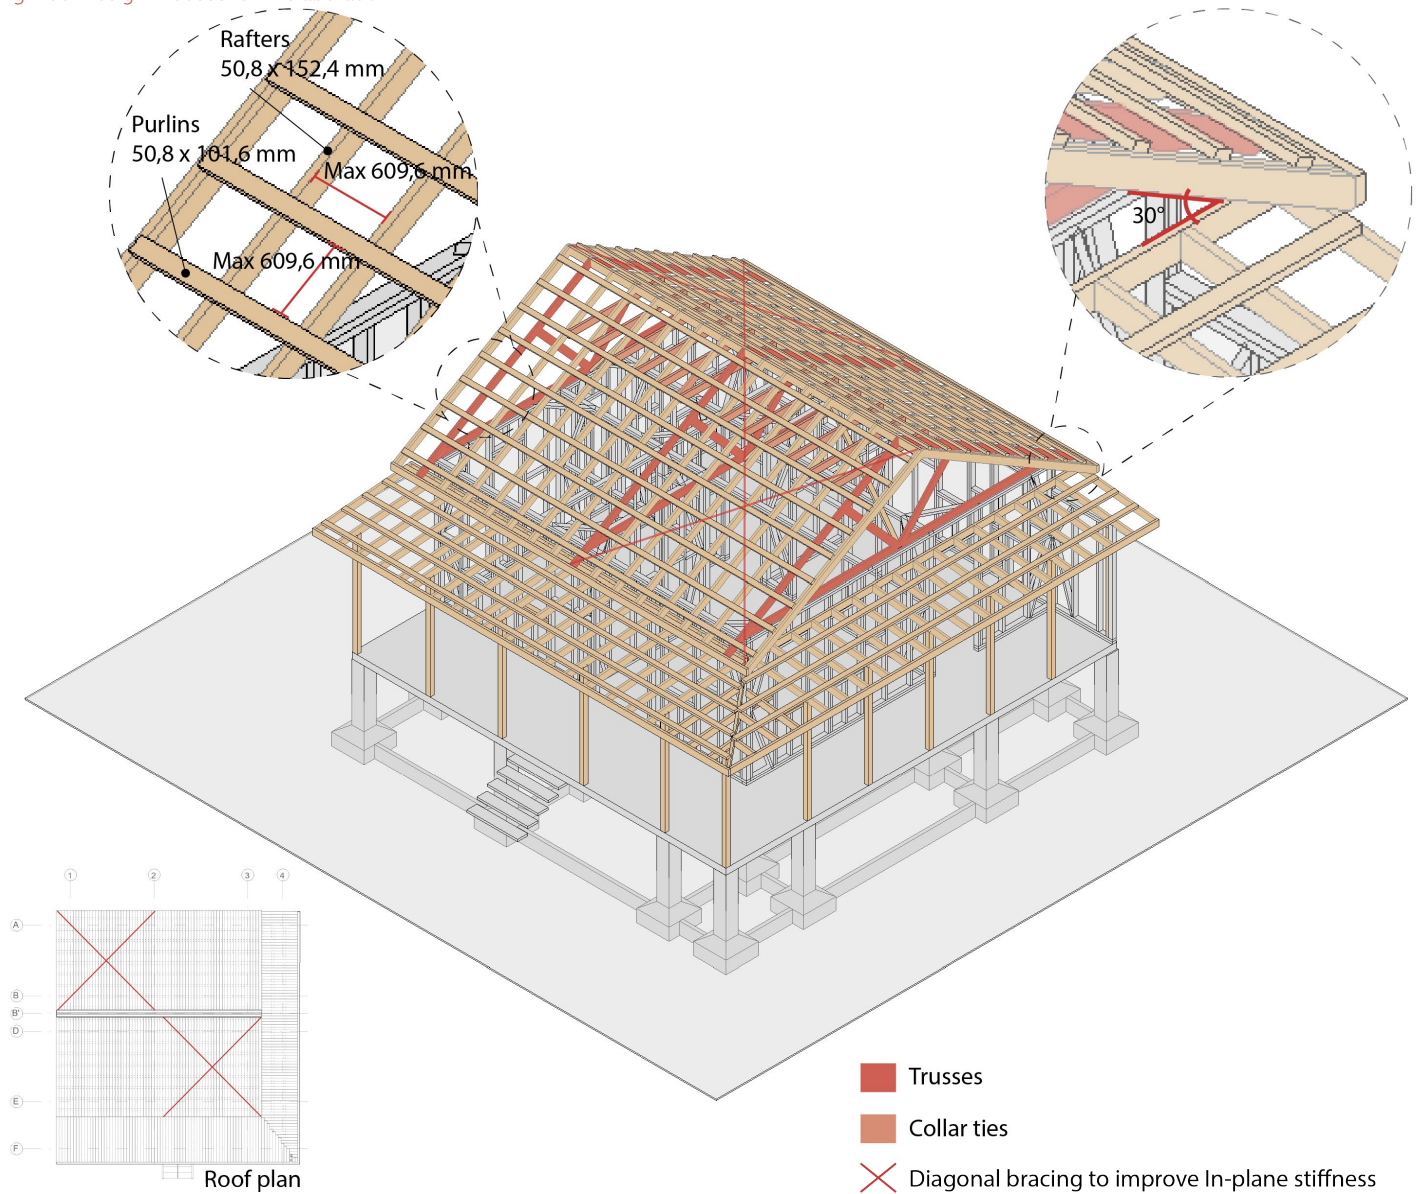 Rafters
50,8 x 152,4 mm
Purlins
50,8 x 101,6 mm
Max 609,6 mm
Max 609,6 mm
30°
1
2
3
4
A
B
B'
D
E
F
Roof plan
Trusses
Collar ties
Diagonal bracing to improve In-plane stiffness